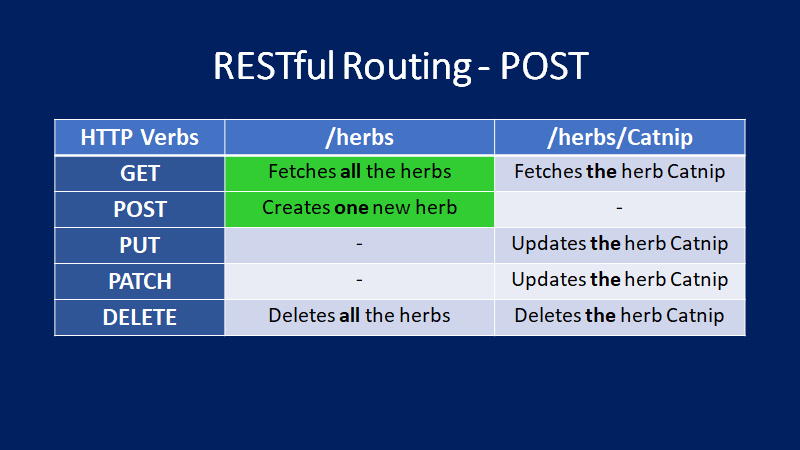 RESTful Routing - POST
HTTP Verbs /herbs /herbs/Catnip
GET Fetches all the herbs Fetches the herb Catnip
POST Creates one new herb -
PUT - Updates the herb Catnip
PATCH - Updates the herb Catnip
DELETE Deletes all the herbs Deletes the herb Catnip